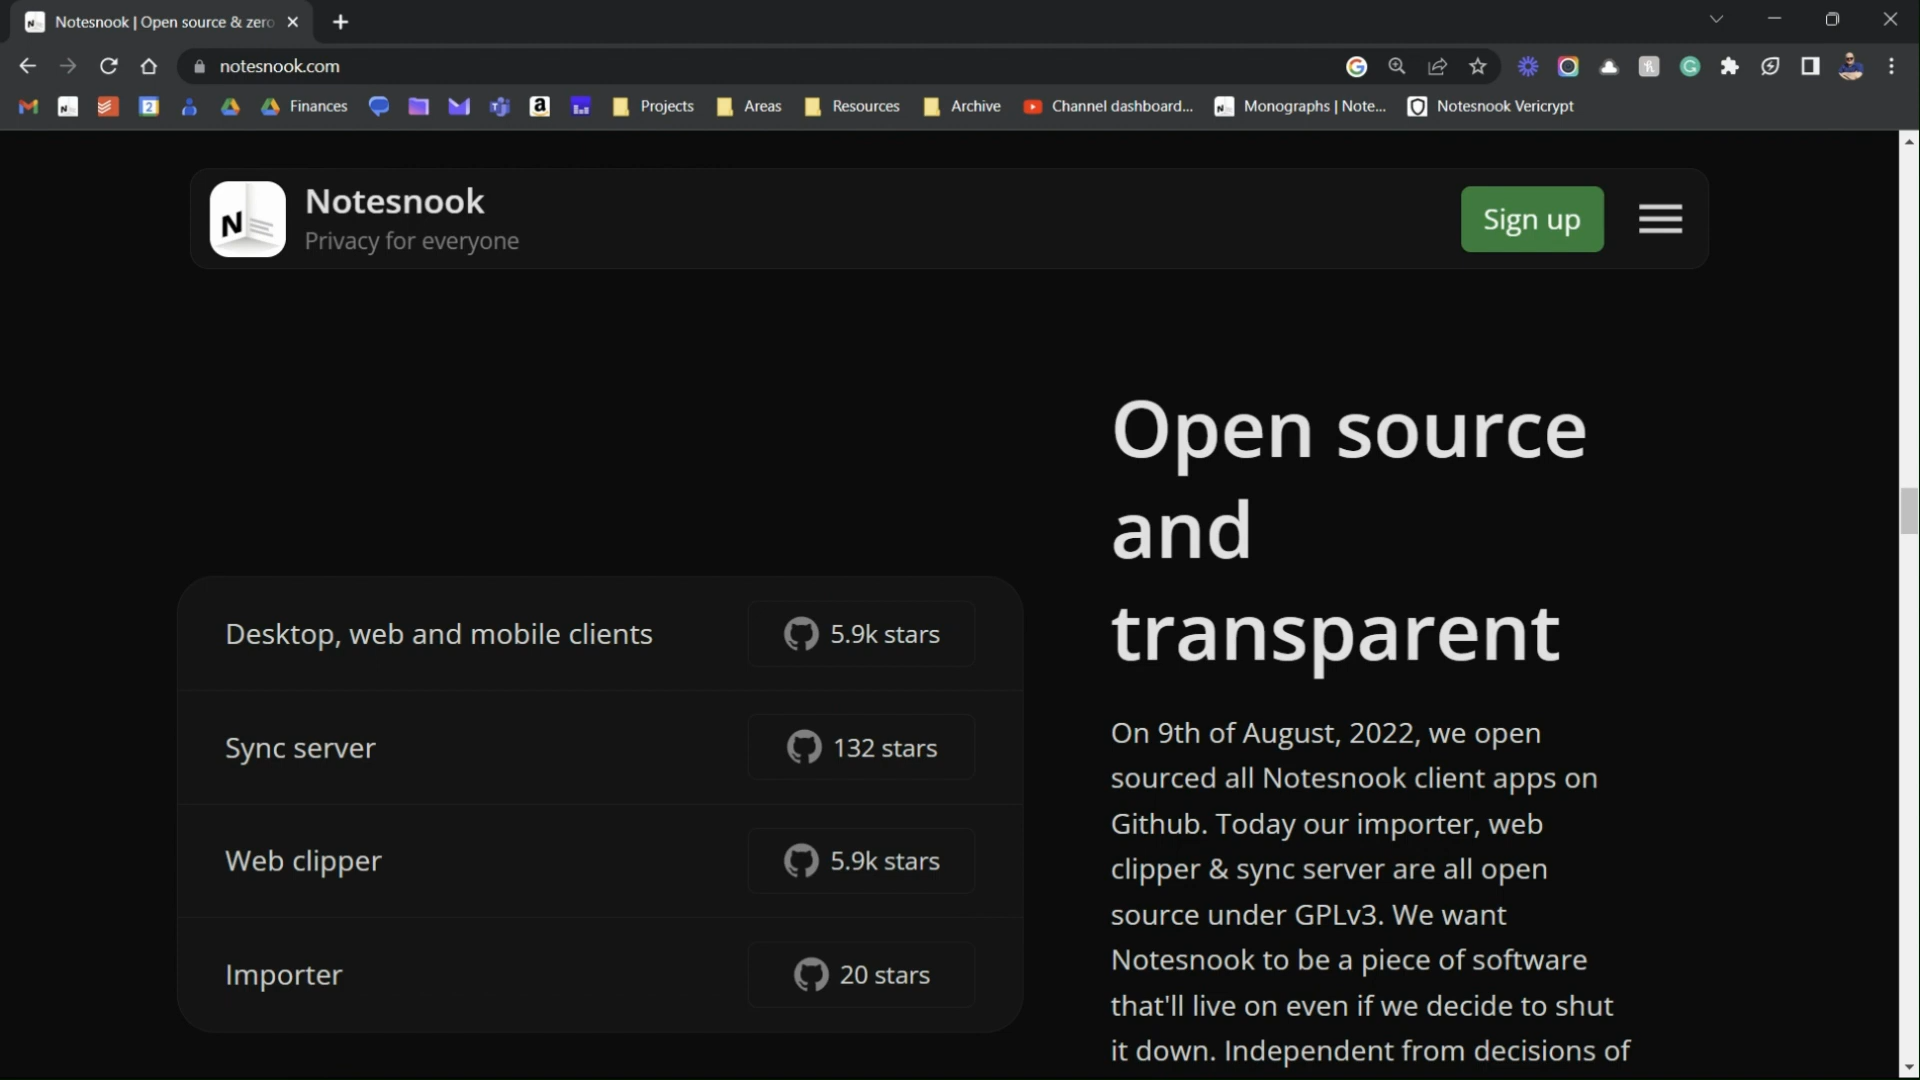 Notesnook | Open source & zero
notesnook.com
Finances
Projects
Areas
Resources
Archive
Channel dashboard...
Monographs | Note...
Notesnook Vericrypt
Notesnook
Privacy for everyone
Sign up
Open source
and
transparent
Desktop, web and mobile clients
5.9k stars
Sync server
132 stars
Web clipper
5.9k stars
Importer
20 stars
On 9th of August, 2022, we open
sourced all Notesnook client apps on
Github. Today our importer, web
clipper & sync server are all open
source under GPLv3. We want
Notesnook to be a piece of software
that'll live on even if we decide to shut
it down. Independent from decisions of